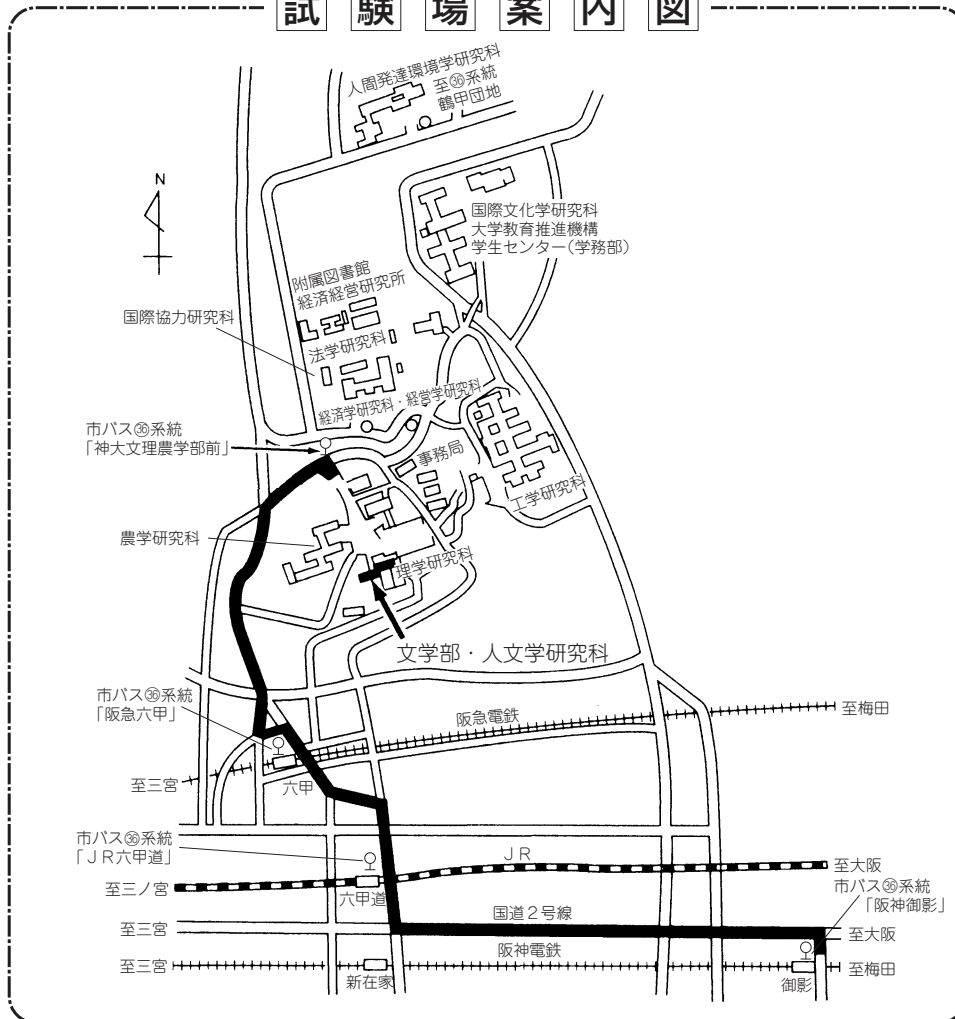 試験場案内図
人間発達環境学研究科
至㊱系統
鶴甲団地
N
国際文化学研究科
大学教育推進機構
学生センター(学務部)
附属図書館
経済経営研究所
国際協力研究科
法学研究科
経済学研究科・経営学研究科
市バス㊱系統
「神大文理農学部前」
事務局
工学研究科
農学研究科
理学研究科
文学部・人文学研究科
市バス㊱系統
「阪急六甲」
阪急電鉄
至梅田
至三宮
六甲
市バス㊱系統
「JR六甲道」
JR
至大阪
至三ノ宮
六甲道
市バス㊱系統
「阪神御影」
国道2号線
至三宮
至大阪
阪神電鉄
至三宮
至梅田
新在家
御影